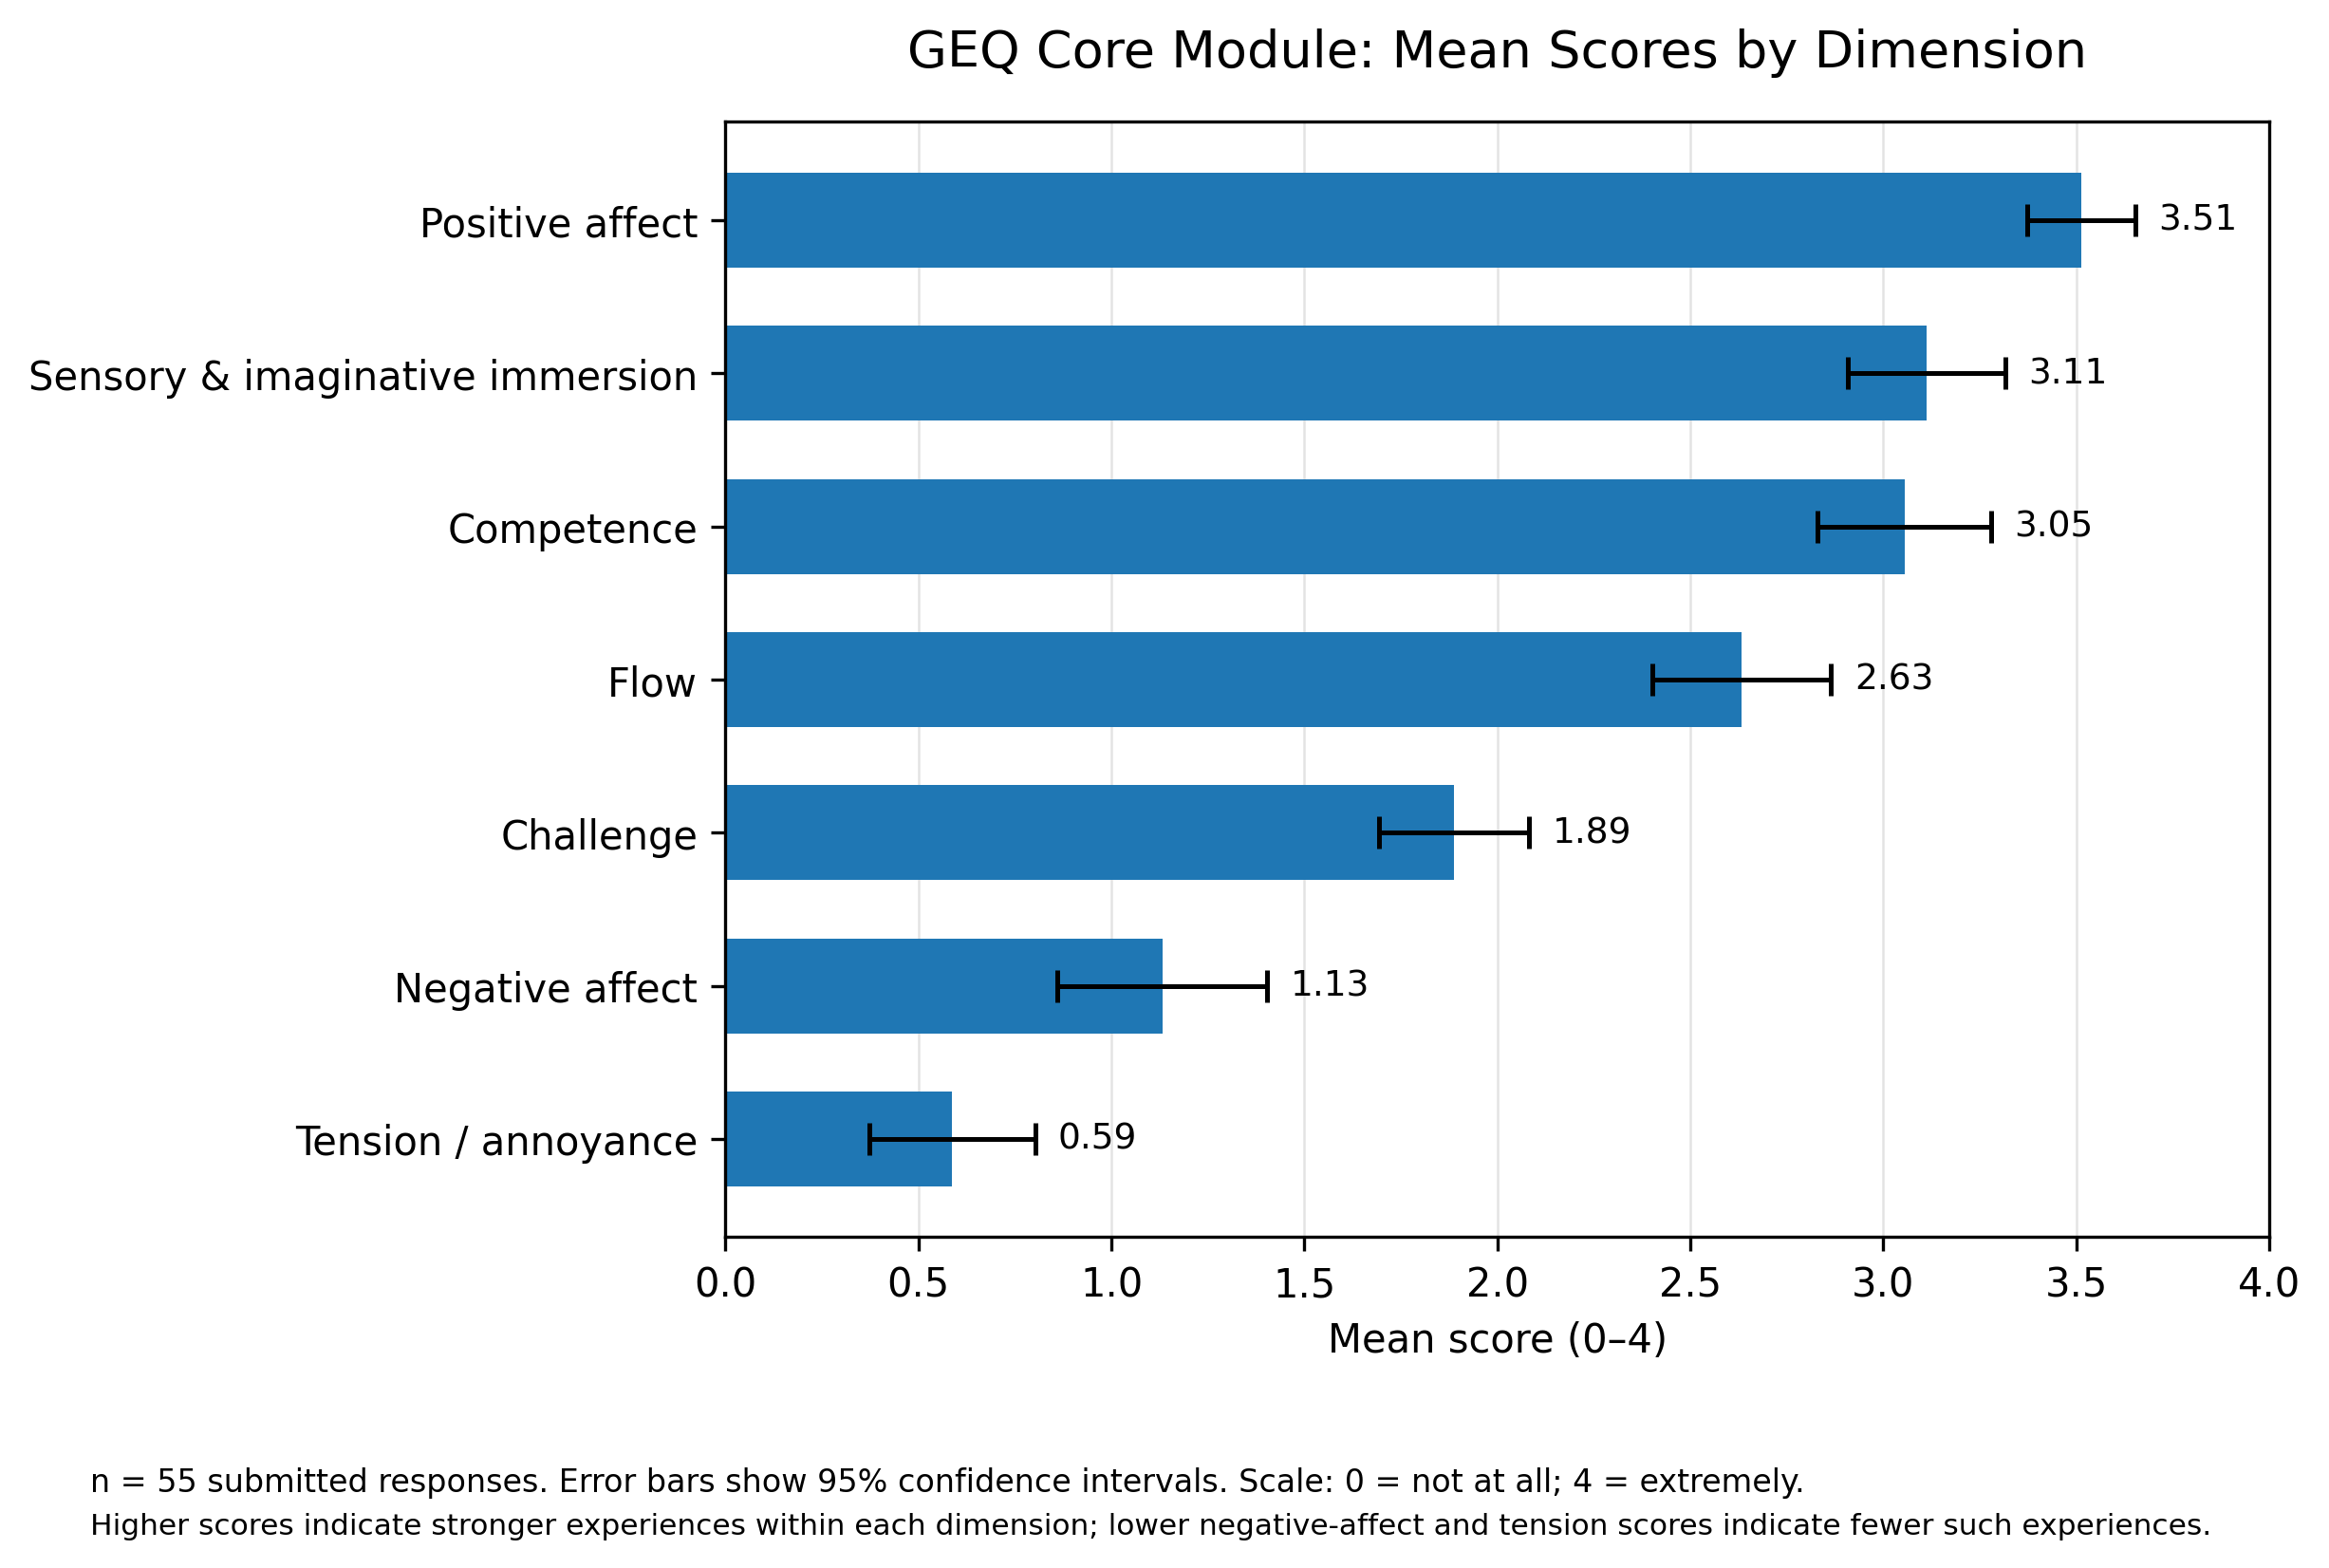 GEQ Core Module: Mean Scores by Dimension
Positive affect
3.51
Sensory & imaginative immersion
3.11
Competence
3.05
Flow
2.63
Challenge
1.89
Negative affect
1.13
Tension / annoyance
0.59
0.0 0.5 1.0 1.5 2.0 2.5 3.0 3.5 4.0
Mean score (0–4)
n = 55 submitted responses. Error bars show 95% confidence intervals. Scale: 0 = not at all; 4 = extremely.
Higher scores indicate stronger experiences within each dimension; lower negative-affect and tension scores indicate fewer such experiences.